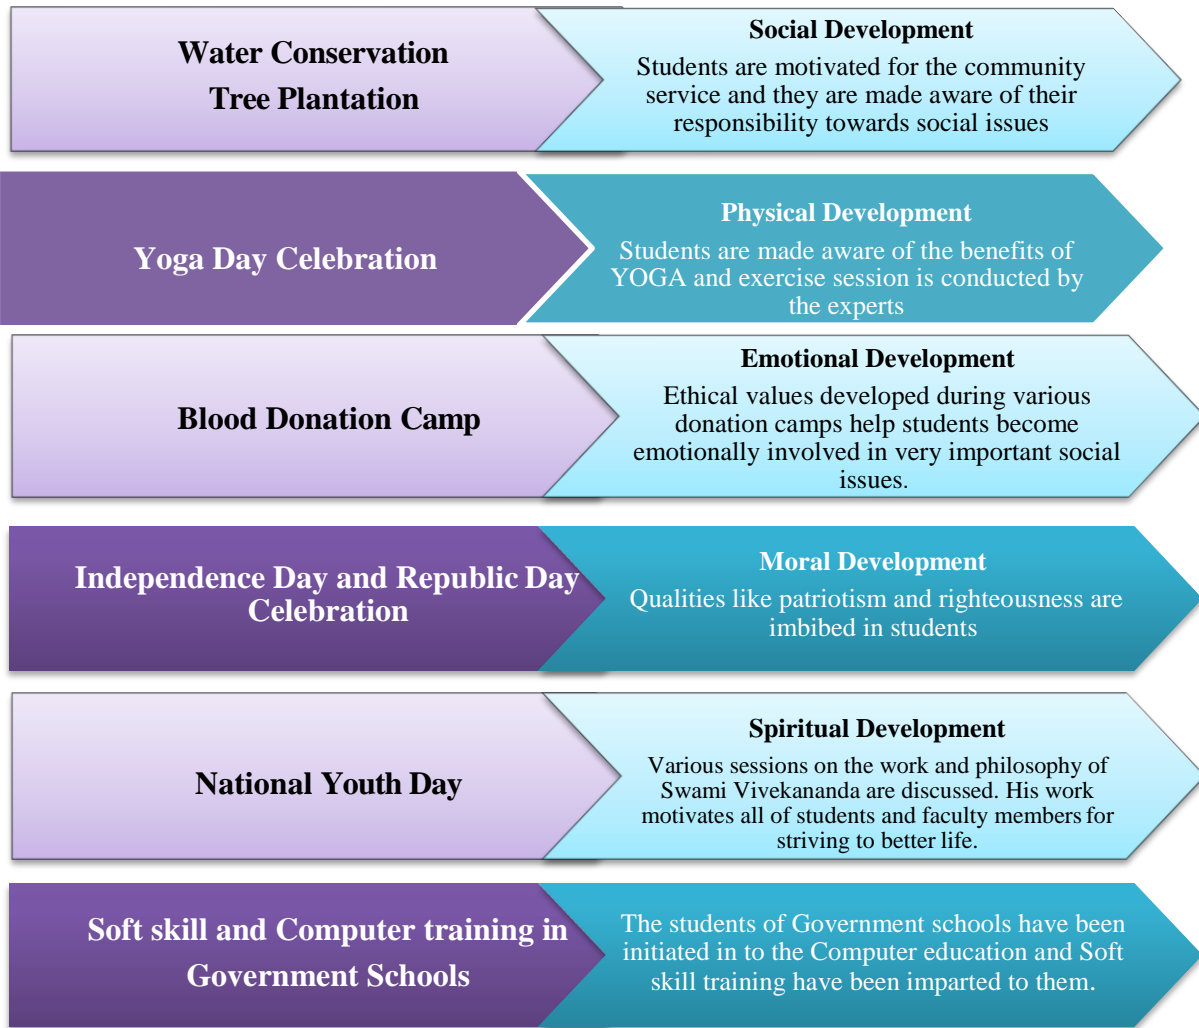 Water Conservation
Tree Plantation
Social Development
Students are motivated for the community
service and they are made aware of their
responsibility towards social issues
Yoga Day Celebration
Physical Development
Students are made aware of the benefits of
YOGA and exercise session is conducted by
the experts
Blood Donation Camp
Emotional Development
Ethical values developed during various
donation camps help students become
emotionally involved in very important social
issues.
Independence Day and Republic Day
Celebration
Moral Development
Qualities like patriotism and righteousness are
imbibed in students
National Youth Day
Spiritual Development
Various sessions on the work and philosophy of
Swami Vivekananda are discussed. His work
motivates all of students and faculty members for
striving to better life.
Soft skill and Computer training in
Government Schools
The students of Government schools have been
initiated in to the Computer education and Soft
skill training have been imparted to them.